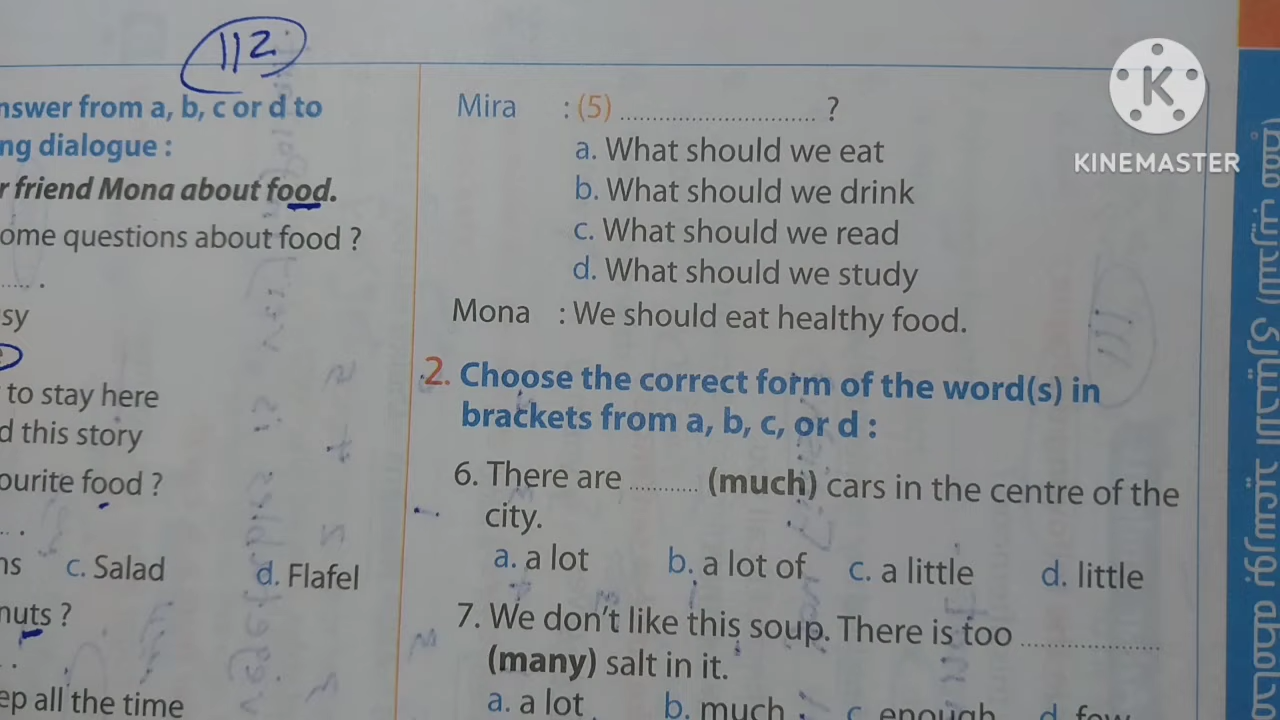 112
nswer from a, b, c or d to
ng dialogue :
r friend Mona about food.
ome questions about food ?
..... .
sy
to stay here
d this story
ourite food ?
... .
ns c. Salad d. Flafel
nuts ?
. .
ep all the time
Mira : (5) .............................. ?
a. What should we eat
b. What should we drink
c. What should we read
d. What should we study
Mona : We should eat healthy food.
2. Choose the correct form of the word(s) in
brackets from a, b, c, or d :
6. There are ........... (much) cars in the centre of the
city.
a. a lot b. a lot of c. a little d. little
7. We don't like this soup. There is too ......................
(many) salt in it.
a. a lot b. much c. enough d. few
KINEMASTER